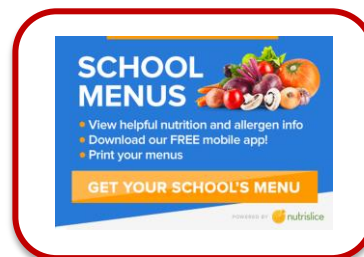 SCHOOL
MENUS
• View helpful nutrition and allergen info
• Download our FREE mobile app!
• Print your menus
GET YOUR SCHOOL'S MENU
POWERED BY nutrislice